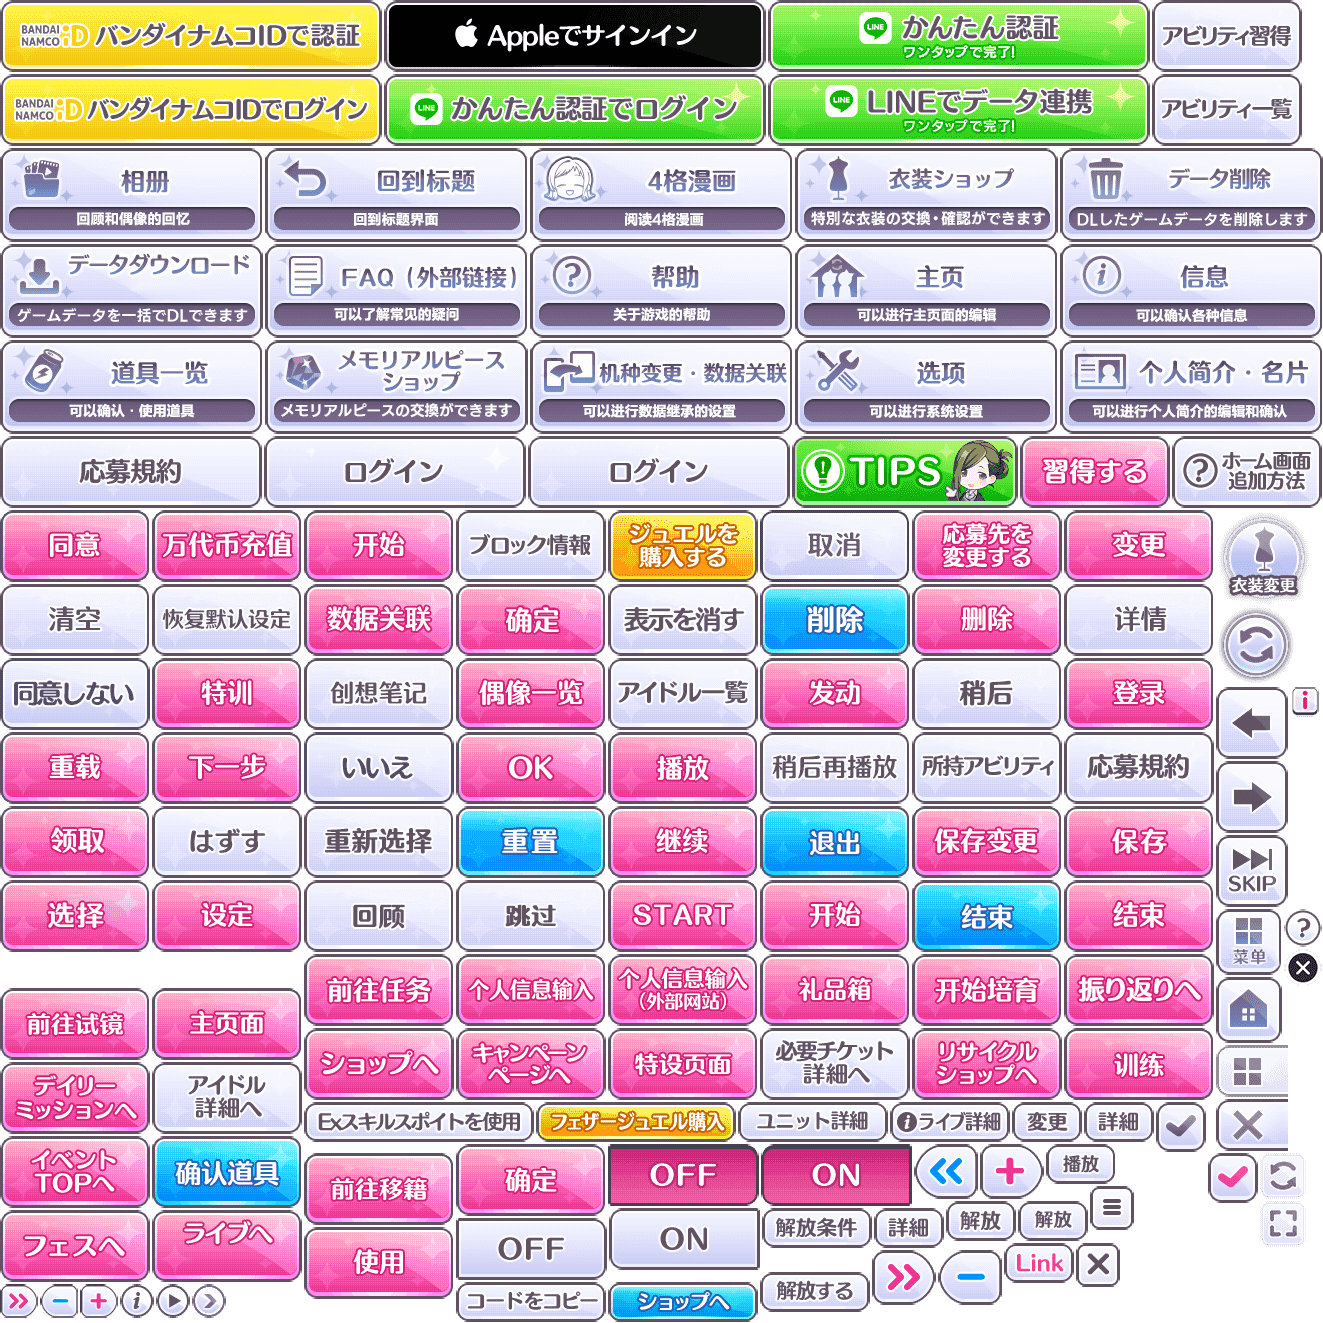 BANDAI NAMCO iD バンダイナムコIDで認証
Appleでサインイン
LINE かんたん認証
ワンタップで完了!
アビリティ習得
BANDAI NAMCO iD バンダイナムコIDでログイン
LINE かんたん認証でログイン
LINE LINEでデータ連携
ワンタップで完了!
アビリティ一覧
相册
回顾和偶像的回忆
回到标题
回到标题界面
4格漫画
阅读4格漫画
衣装ショップ
特別な衣装の交換・確認ができます
データ削除
DLしたゲームデータを削除します
データダウンロード
ゲームデータを一括でDLできます
FAQ（外部链接）
可以了解常见的疑问
帮助
关于游戏的帮助
主页
可以进行主页面的编辑
信息
可以确认各种信息
道具一览
可以确认・使用道具
メモリアルピース
ショップ
メモリアルピースの交換ができます
机种变更・数据关联
可以进行数据继承的设置
选项
可以进行系统设置
个人简介・名片
可以进行个人简介的编辑和确认
応募規約
ログイン
ログイン
TIPS
習得する
ホーム画面
追加方法
同意
万代币充值
开始
ブロック情報
ジュエルを
購入する
取消
応募先を
変更する
变更
衣装変更
清空
恢复默认设定
数据关联
确定
表示を消す
削除
删除
详情
同意しない
特训
创想笔记
偶像一览
アイドル一覧
发动
稍后
登录
重载
下一步
いいえ
OK
播放
稍后再播放
所持アビリティ
応募規約
领取
はずす
重新选择
重置
继续
退出
保存变更
保存
SKIP
选择
设定
回顾
跳过
START
开始
结束
结束
菜单
前往任务
个人信息输入
个人信息输入
（外部网站）
礼品箱
开始培育
振り返りへ
前往试镜
主页面
ショップへ
キャンペーン
ページへ
特设页面
必要チケット
詳細へ
リサイクル
ショップへ
训练
デイリー
ミッションへ
アイドル
詳細へ
Exスキルスポイトを使用
フェザージュエル購入
ユニット詳細
ライブ詳細
変更
詳細
イベント
TOPへ
确认道具
前往移籍
确定
OFF
ON
播放
フェスへ
ライブへ
使用
OFF
ON
解放条件
詳細
解放
解放
Link
コードをコピー
ショップへ
解放する